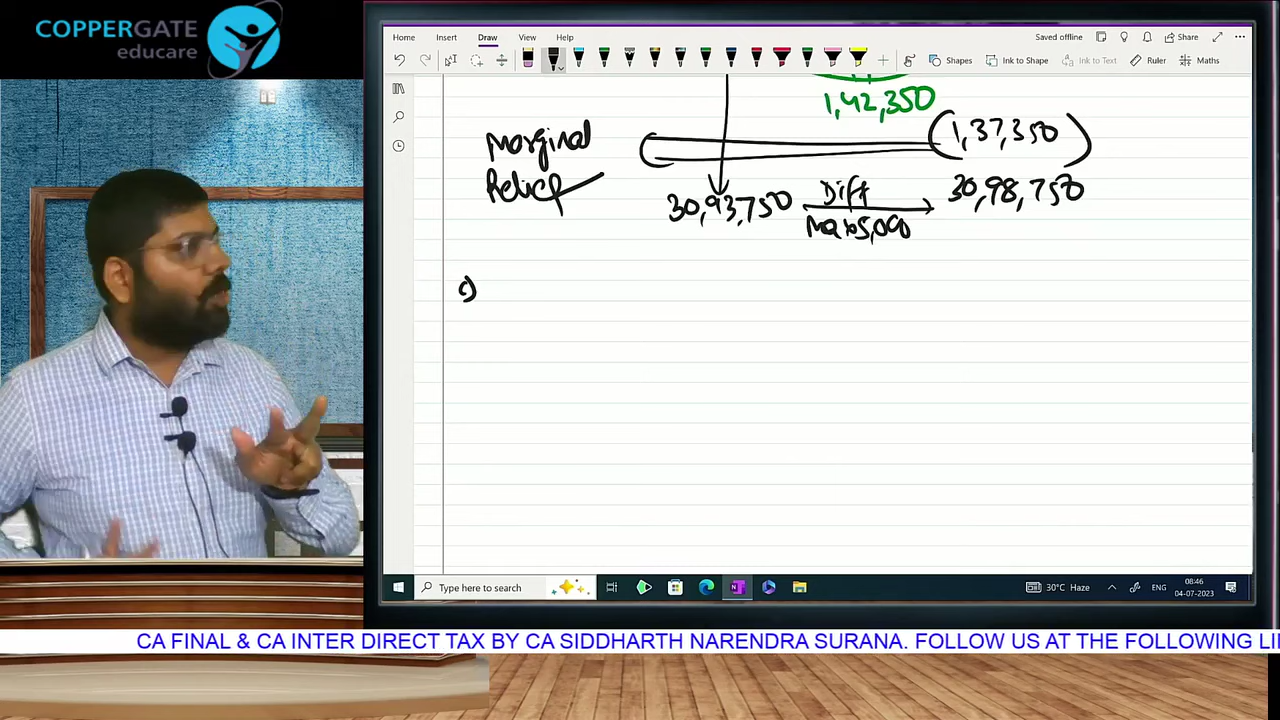 COPPERGATE
educare
Home Insert Draw View Help
Saved offline
Share
Shapes
Ink to Shape
Ink to Text
Ruler
Maths
1,42,350
Marginal (1,37,350)
Relief
30,93,750 Diff 30,98,750
Max 5,000
c)
Type here to search
30°C Haze
ENG
08:46
04-07-2023
CA FINAL & CA INTER DIRECT TAX BY CA SIDDHARTH NARENDRA SURANA. FOLLOW US AT THE FOLLOWING LI